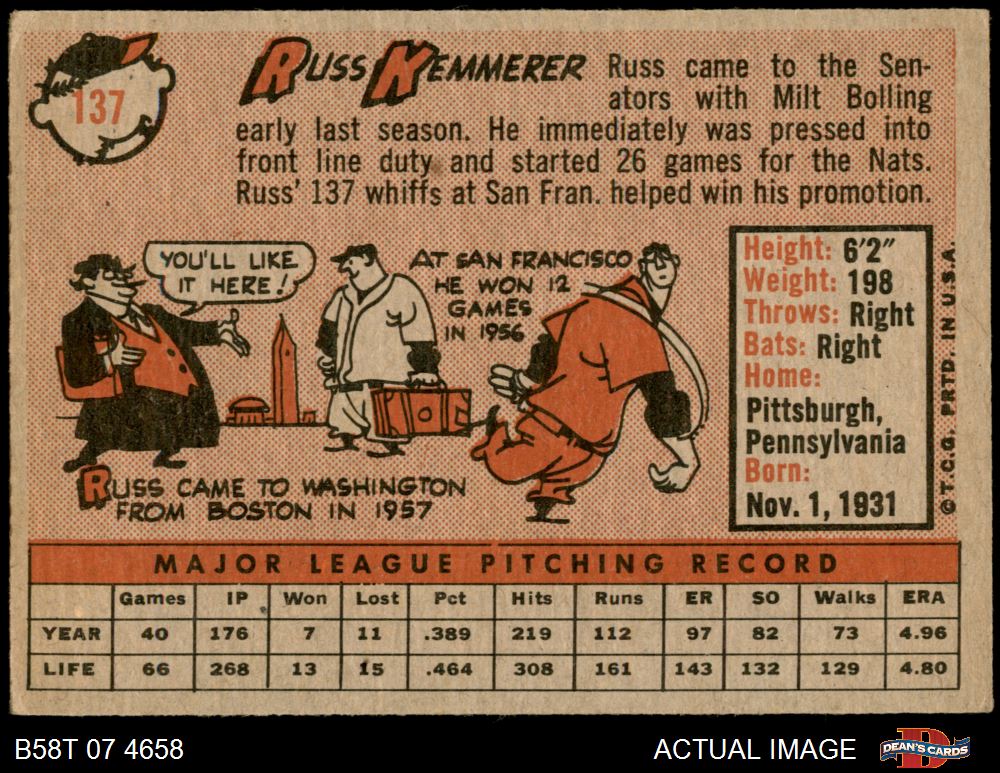 137
RUSS KEMMERER Russ came to the Sen-
ators with Milt Bolling
early last season. He immediately was pressed into
front line duty and started 26 games for the Nats.
Russ' 137 whiffs at San Fran. helped win his promotion.
YOU'LL LIKE
IT HERE!
AT SAN FRANCISCO
HE WON 12
GAMES
IN 1956
RUSS CAME TO WASHINGTON
FROM BOSTON IN 1957
Height: 6'2"
Weight: 198
Throws: Right
Bats: Right
Home:
Pittsburgh,
Pennsylvania
Born:
Nov. 1, 1931
© T.C.G. PRTD. IN U.S.A.
MAJOR LEAGUE PITCHING RECORD
Games IP Won Lost Pct Hits Runs ER SO Walks ERA
YEAR 40 176 7 11 .389 219 112 97 82 73 4.96
LIFE 66 268 13 15 .464 308 161 143 132 129 4.80
B58T 07 4658
ACTUAL IMAGE
DEAN'S CARDS